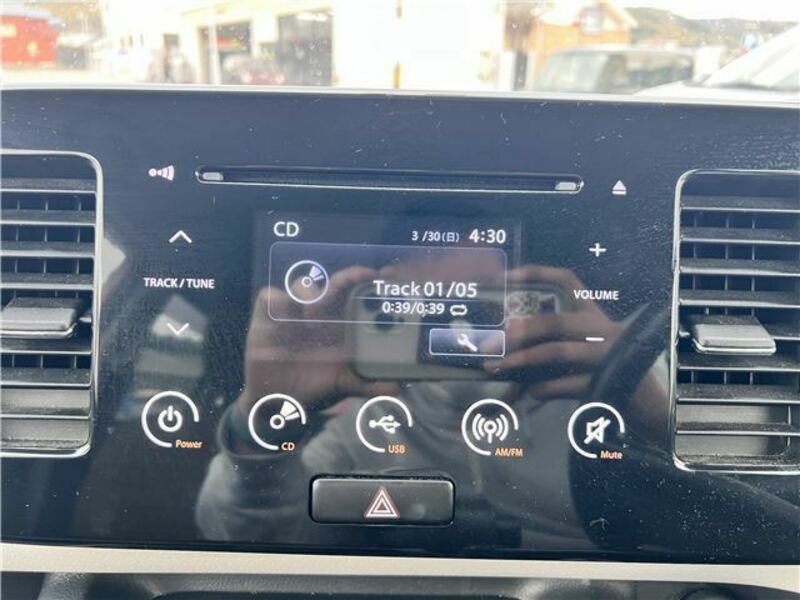 CD
3/30(日) 4:30
TRACK / TUNE
Track 01/05
0:39/0:39
+
VOLUME
−
Power
CD
USB
AM/FM
Mute